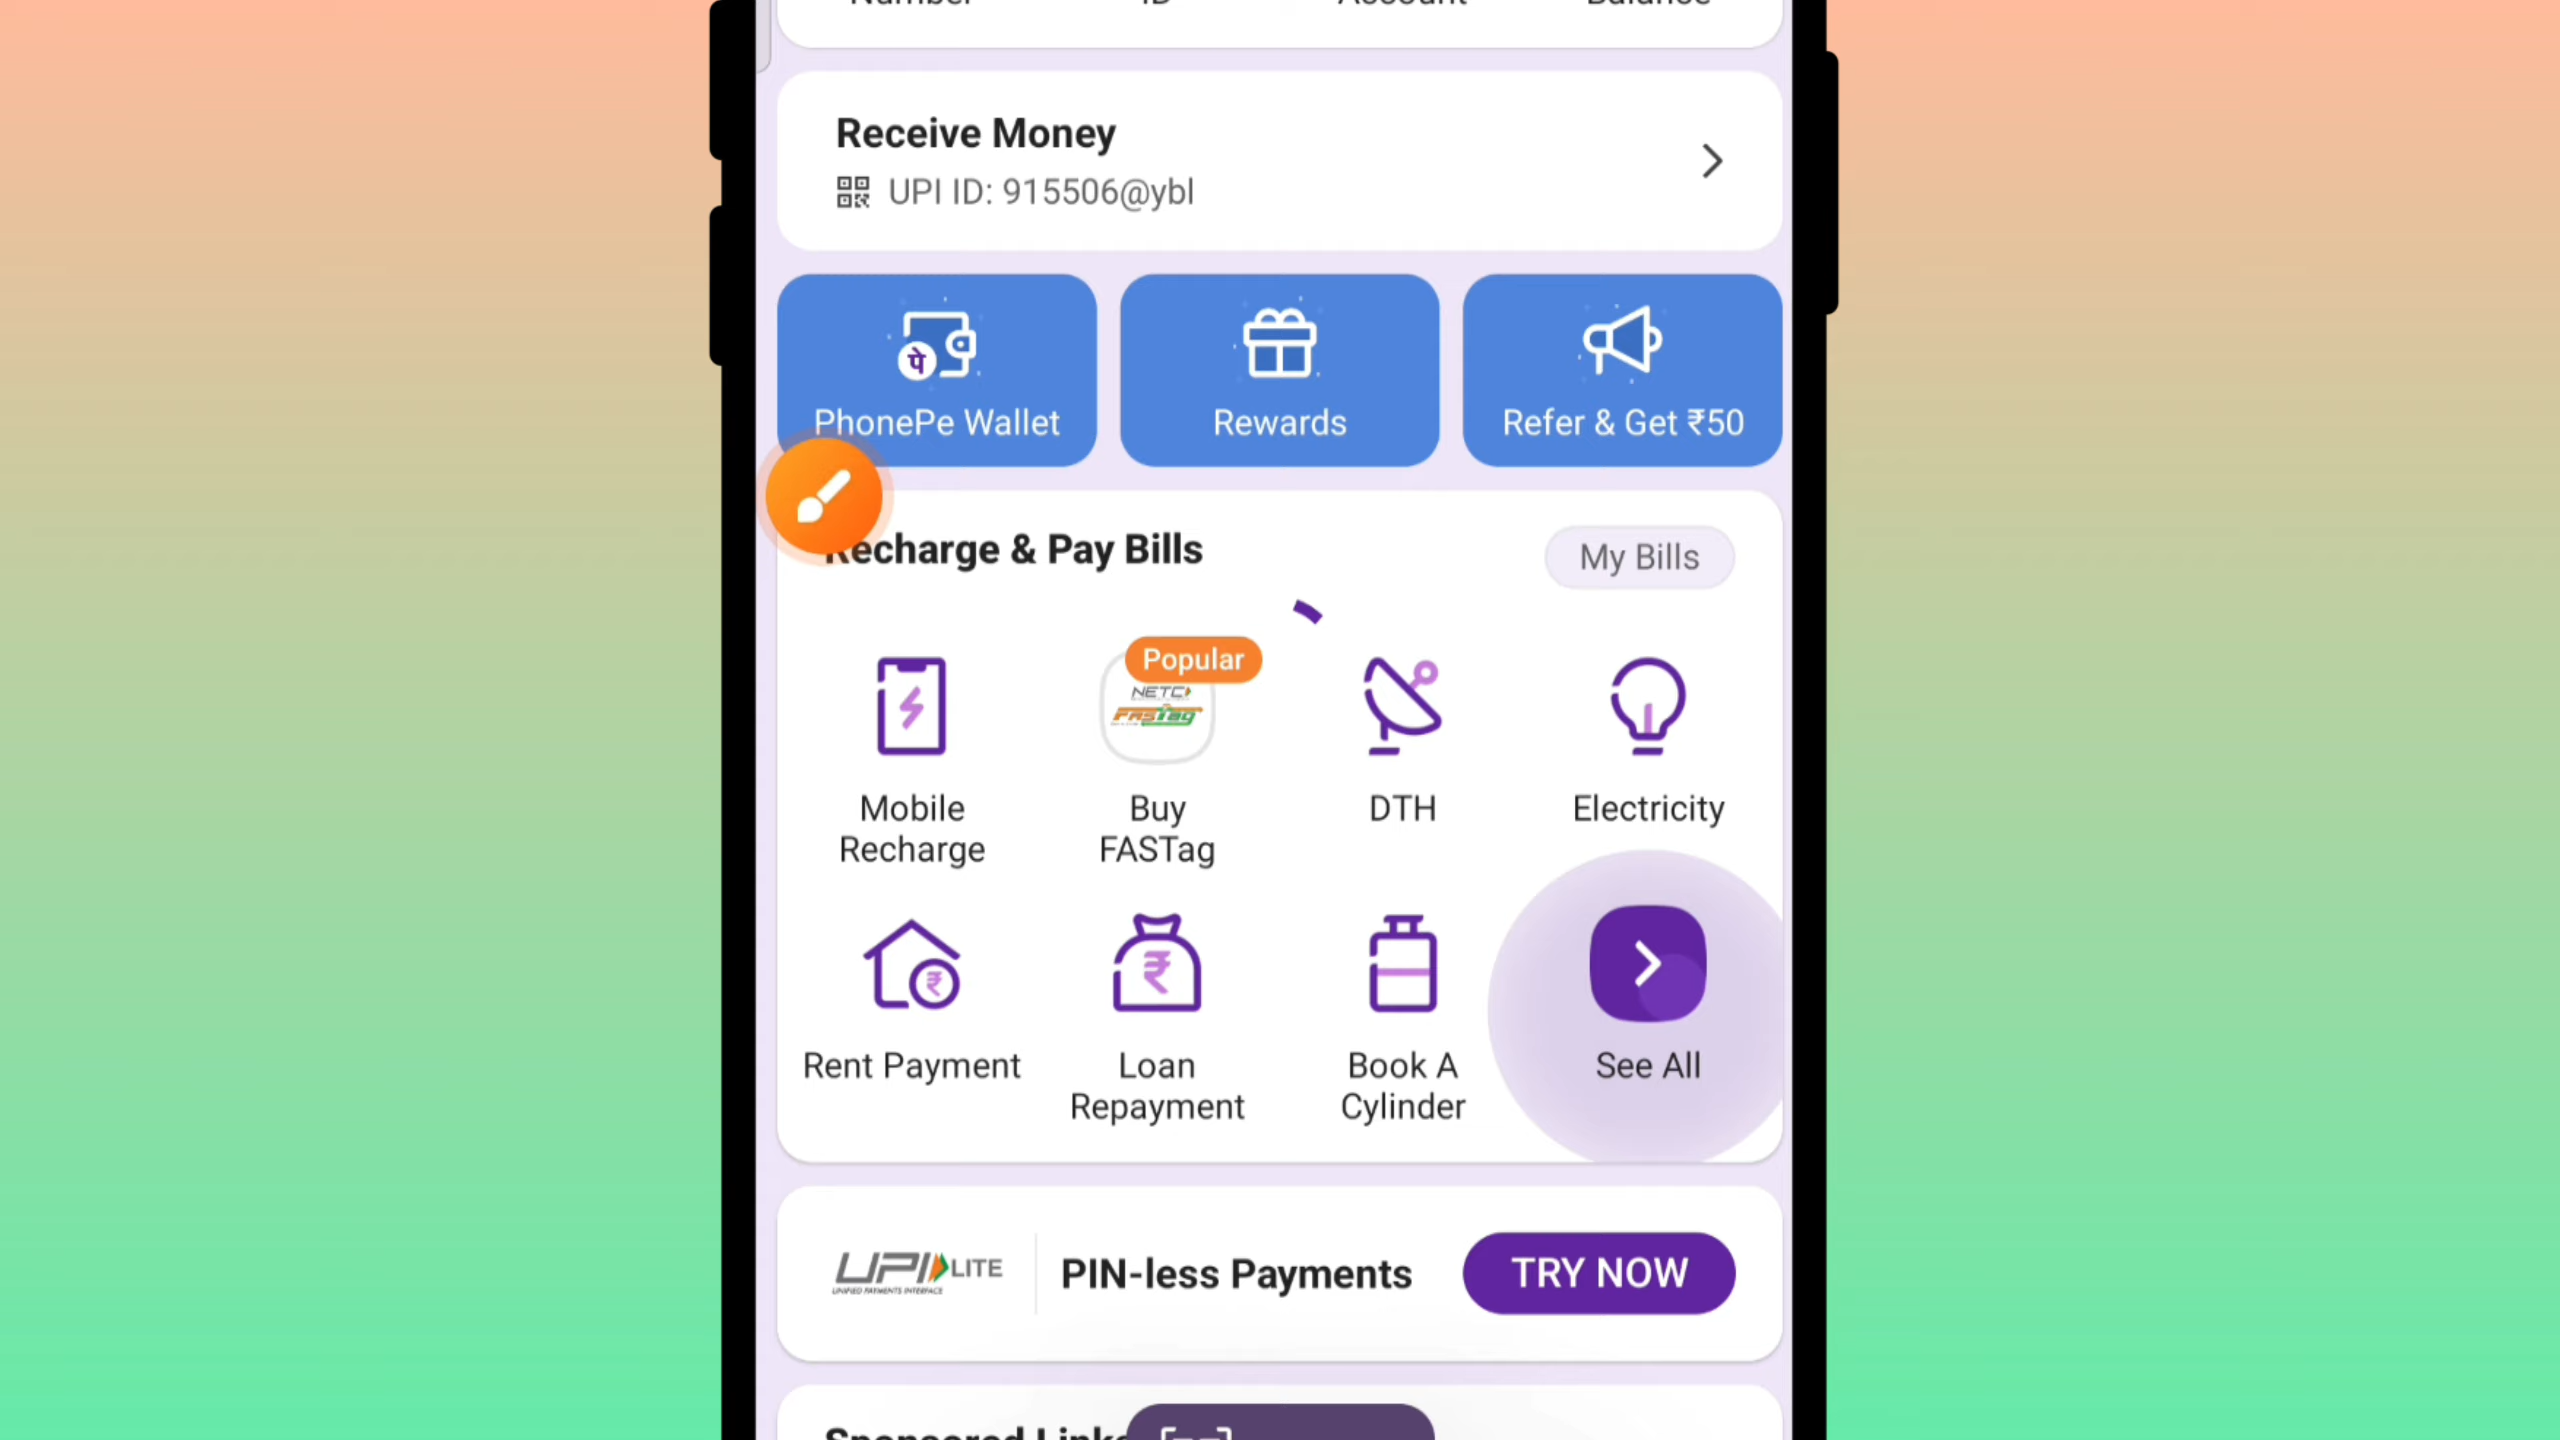 Number ID Account Balance
Receive Money
UPI ID: 915506@ybl
पे
PhonePe Wallet
Rewards
Refer & Get ₹50
Recharge & Pay Bills
My Bills
Popular
NETC
FASTag
Mobile
Recharge
Buy
FASTag
DTH
Electricity
₹
₹
Rent Payment
Loan
Repayment
Book A
Cylinder
See All
UPI LITE
UNIFIED PAYMENTS INTERFACE
PIN-less Payments
TRY NOW
Sponsored Links